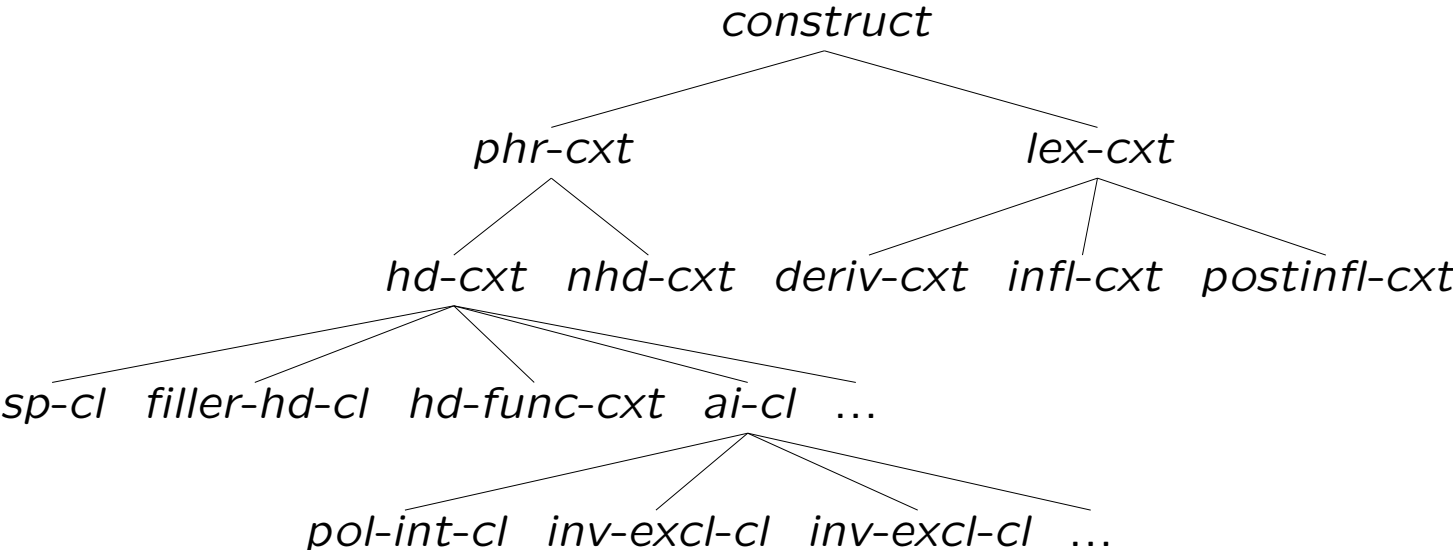 construct
phr-cxt lex-cxt
hd-cxt nhd-cxt deriv-cxt infl-cxt postinfl-cxt
sp-cl filler-hd-cl hd-func-cxt ai-cl ...
pol-int-cl inv-excl-cl inv-excl-cl ...